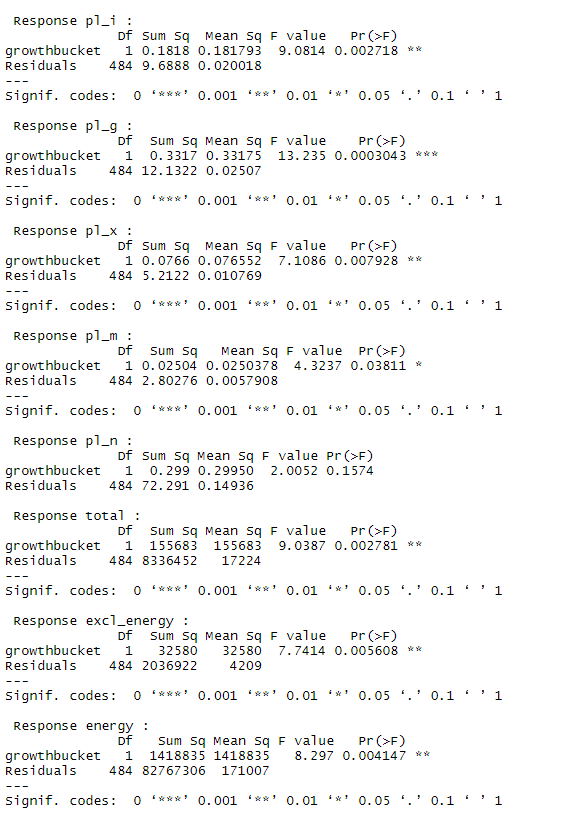 Response pl_i :
Df Sum Sq Mean Sq F value Pr(>F)
growthbucket 1 0.1818 0.181793 9.0814 0.002718 **
Residuals 484 9.6888 0.020018
---
Signif. codes: 0 ‘***’ 0.001 ‘**’ 0.01 ‘*’ 0.05 ‘.’ 0.1 ‘ ’ 1
Response pl_g :
Df Sum Sq Mean Sq F value Pr(>F)
growthbucket 1 0.3317 0.33175 13.235 0.0003043 ***
Residuals 484 12.1322 0.02507
---
Signif. codes: 0 ‘***’ 0.001 ‘**’ 0.01 ‘*’ 0.05 ‘.’ 0.1 ‘ ’ 1
Response pl_x :
Df Sum Sq Mean Sq F value Pr(>F)
growthbucket 1 0.0766 0.076552 7.1086 0.007928 **
Residuals 484 5.2122 0.010769
---
Signif. codes: 0 ‘***’ 0.001 ‘**’ 0.01 ‘*’ 0.05 ‘.’ 0.1 ‘ ’ 1
Response pl_m :
Df Sum Sq Mean Sq F value Pr(>F)
growthbucket 1 0.02504 0.0250378 4.3237 0.03811 *
Residuals 484 2.80276 0.0057908
---
Signif. codes: 0 ‘***’ 0.001 ‘**’ 0.01 ‘*’ 0.05 ‘.’ 0.1 ‘ ’ 1
Response pl_n :
Df Sum Sq Mean Sq F value Pr(>F)
growthbucket 1 0.299 0.29950 2.0052 0.1574
Residuals 484 72.291 0.14936
Response total :
Df Sum Sq Mean Sq F value Pr(>F)
growthbucket 1 155683 155683 9.0387 0.002781 **
Residuals 484 8336452 17224
---
Signif. codes: 0 ‘***’ 0.001 ‘**’ 0.01 ‘*’ 0.05 ‘.’ 0.1 ‘ ’ 1
Response excl_energy :
Df Sum Sq Mean Sq F value Pr(>F)
growthbucket 1 32580 32580 7.7414 0.005608 **
Residuals 484 2036922 4209
---
Signif. codes: 0 ‘***’ 0.001 ‘**’ 0.01 ‘*’ 0.05 ‘.’ 0.1 ‘ ’ 1
Response energy :
Df Sum Sq Mean Sq F value Pr(>F)
growthbucket 1 1418835 1418835 8.297 0.004147 **
Residuals 484 82767306 171007
---
Signif. codes: 0 ‘***’ 0.001 ‘**’ 0.01 ‘*’ 0.05 ‘.’ 0.1 ‘ ’ 1